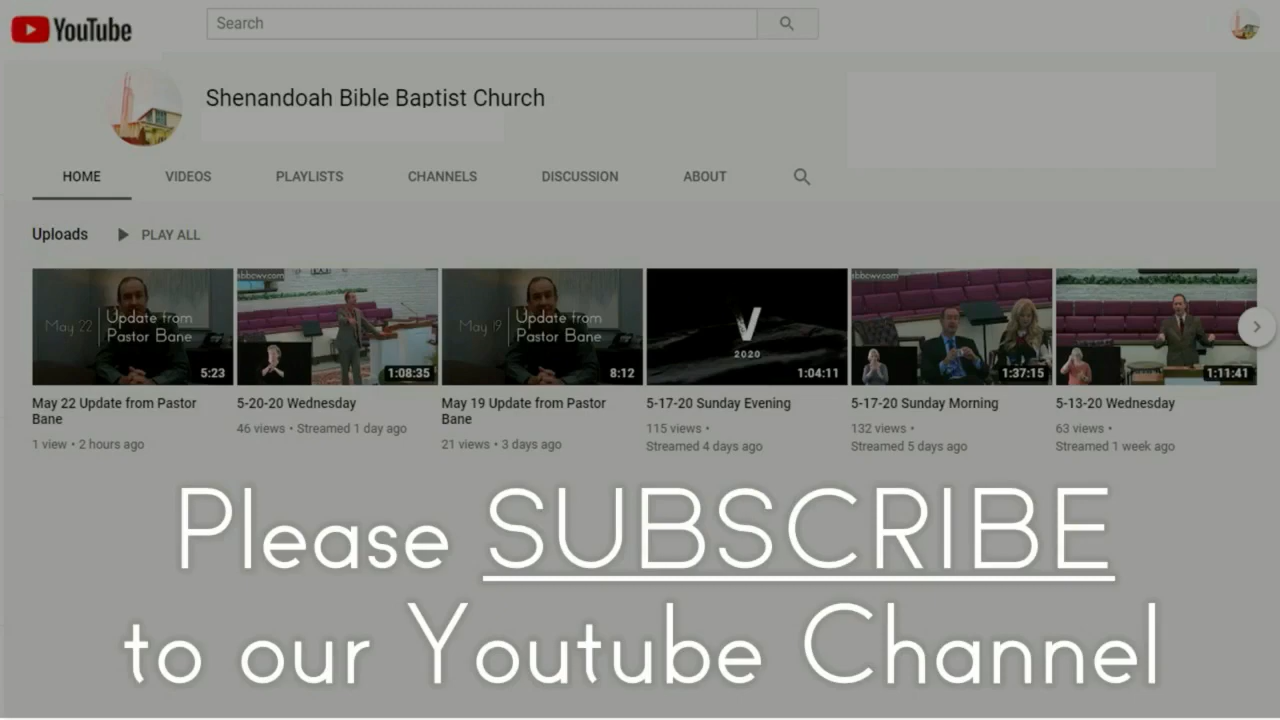 YouTube
Search
Shenandoah Bible Baptist Church
HOME VIDEOS PLAYLISTS CHANNELS DISCUSSION ABOUT
Uploads PLAY ALL
May 22 Update from Pastor Bane 5:23
1:08:35
May 19 Update from Pastor Bane 8:12
V 2020 1:04:11
1:37:15
1:11:41
May 22 Update from Pastor
Bane
1 view • 2 hours ago
5-20-20 Wednesday
46 views • Streamed 1 day ago
May 19 Update from Pastor
Bane
21 views • 3 days ago
5-17-20 Sunday Evening
115 views •
Streamed 4 days ago
5-17-20 Sunday Morning
132 views •
Streamed 5 days ago
5-13-20 Wednesday
63 views •
Streamed 1 week ago
Please SUBSCRIBE
to our Youtube Channel